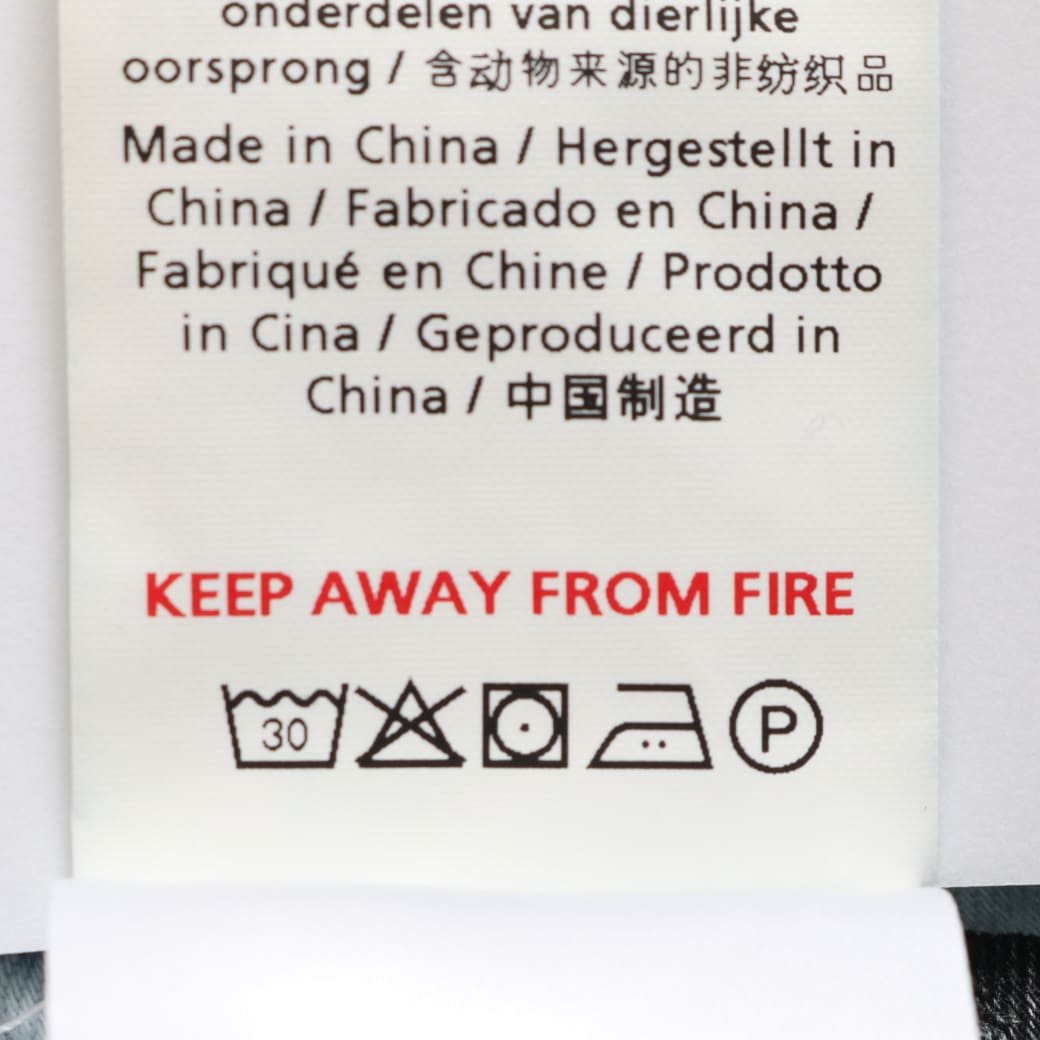 onderdelen van dierlijke
oorsprong / 含动物来源的非纺织品
Made in China / Hergestellt in
China / Fabricado en China /
Fabriqué en Chine / Prodotto
in Cina / Geproduceerd in
China / 中国制造
KEEP AWAY FROM FIRE
30 P